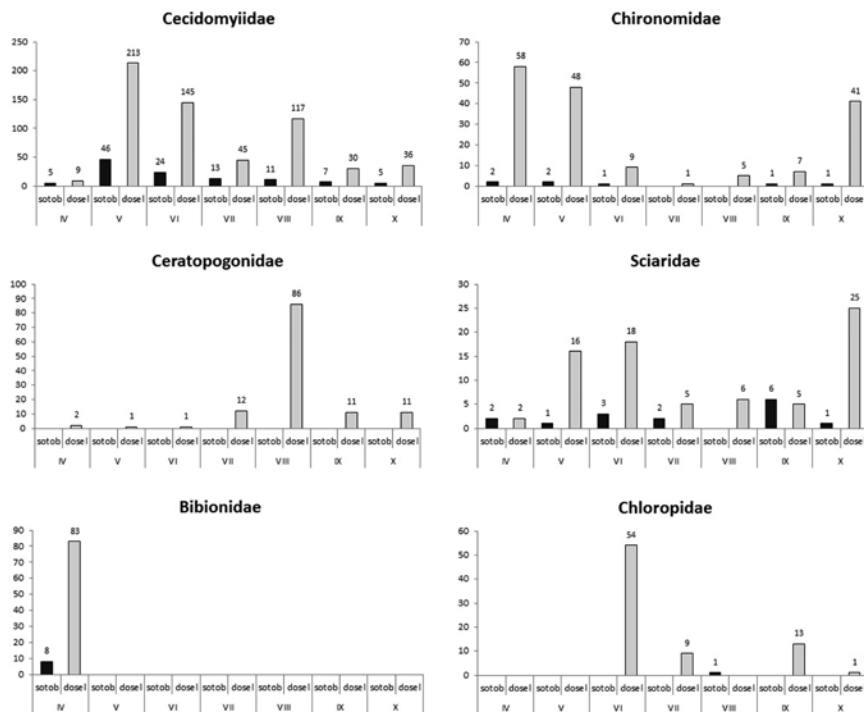 Cecidomyiidae
250
200
150
100
50
0
5 9 46 213 24 145 13 45 11 117 7 30 5 36
sotob dosel sotob dosel sotob dosel sotob dosel sotob dosel sotob dosel sotob dosel
IV V VI VII VIII IX X
Chironomidae
70
60
50
40
30
20
10
0
2 58 2 48 1 9 1 5 1 7 1 41
sotob dosel sotob dosel sotob dosel sotob dosel sotob dosel sotob dosel sotob dosel
IV V VI VII VIII IX X
Ceratopogonidae
100
90
80
70
60
50
40
30
20
10
0
2 1 1 12 86 11 11
sotob dosel sotob dosel sotob dosel sotob dosel sotob dosel sotob dosel sotob dosel
IV V VI VII VIII IX X
Sciaridae
30
25
20
15
10
5
0
2 2 1 16 3 18 2 5 6 6 5 1 25
sotob dosel sotob dosel sotob dosel sotob dosel sotob dosel sotob dosel sotob dosel
IV V VI VII VIII IX X
Bibionidae
90
80
70
60
50
40
30
20
10
0
8 83
sotob dosel sotob dosel sotob dosel sotob dosel sotob dosel sotob dosel sotob dosel
IV V VI VII VIII IX X
Chloropidae
60
50
40
30
20
10
0
54 9 1 13 1
sotob dosel sotob dosel sotob dosel sotob dosel sotob dosel sotob dosel sotob dosel
IV V VI VII VIII IX X